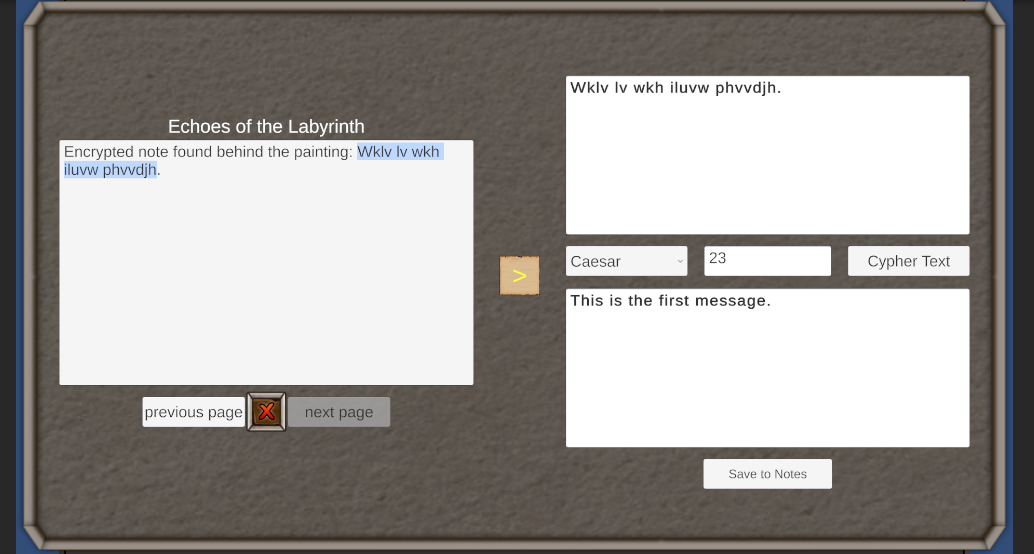 Echoes of the Labyrinth
Encrypted note found behind the painting: Wklv lv wkh
iluvw phvvdjh.
previous page
X
next page
>
Wklv lv wkh iluvw phvvdjh.
Caesar
23
Cypher Text
This is the first message.
Save to Notes